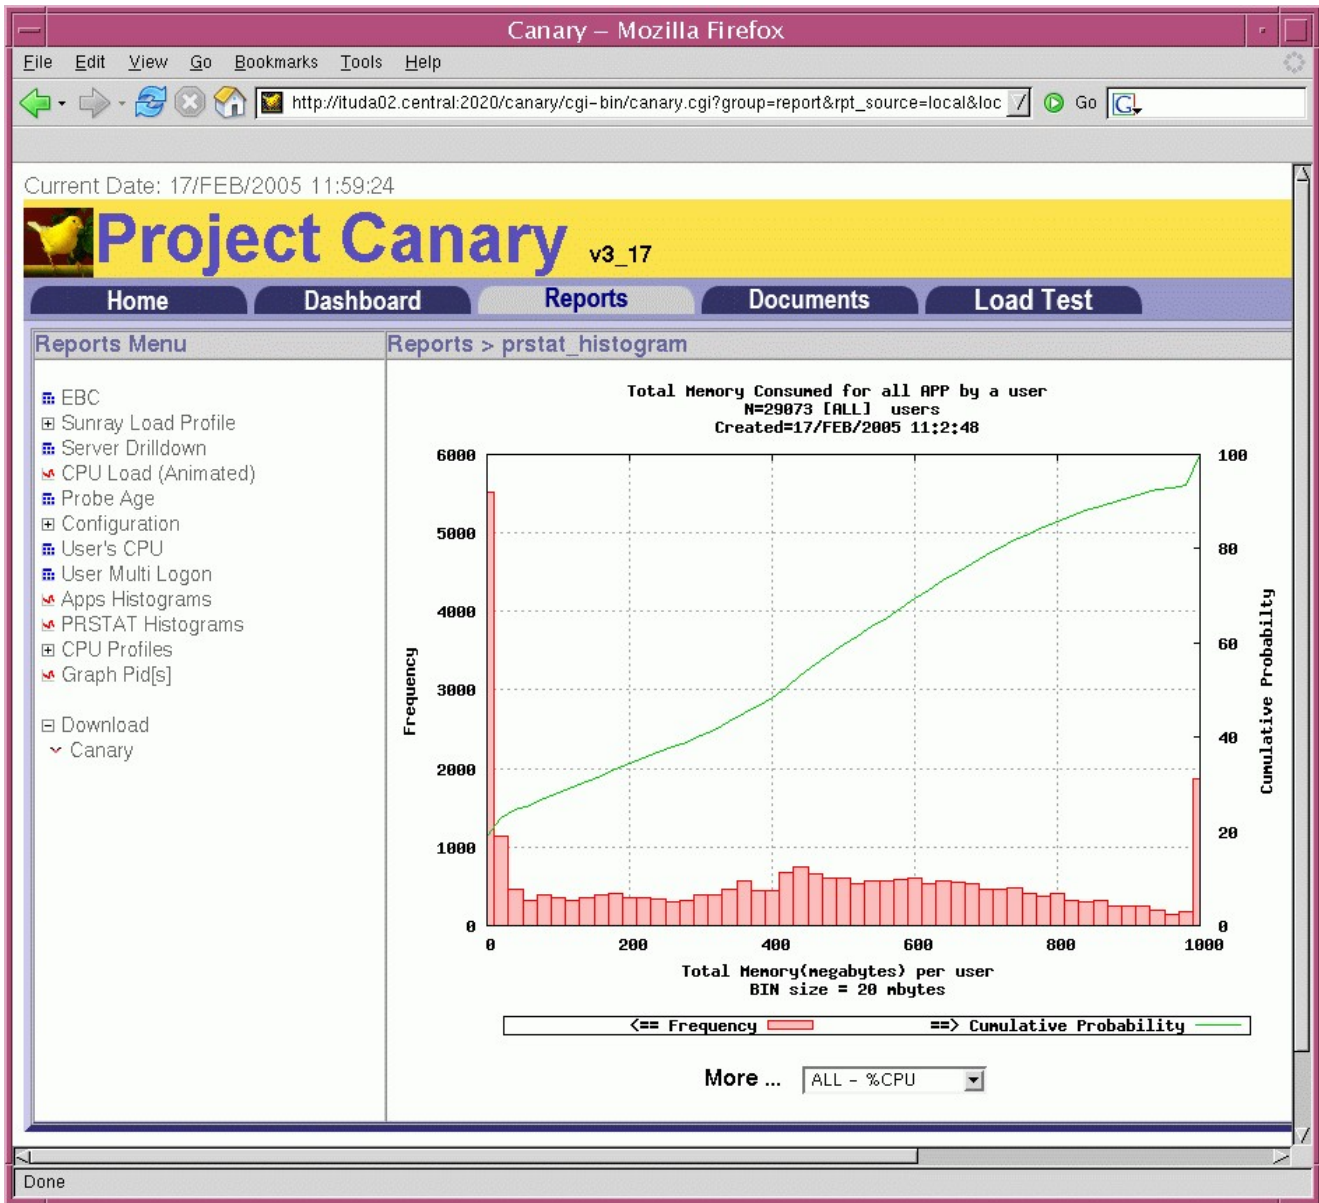 Canary – Mozilla Firefox
File Edit View Go Bookmarks Tools Help
http://ituda02.central:2020/canary/cgi-bin/canary.cgi?group=report&rpt_source=local&loc Go G
Current Date: 17/FEB/2005 11:59:24
Project Canary v3_17
Home Dashboard Reports Documents Load Test
Reports Menu
EBC
Sunray Load Profile
Server Drilldown
CPU Load (Animated)
Probe Age
Configuration
User's CPU
User Multi Logon
Apps Histograms
PRSTAT Histograms
CPU Profiles
Graph Pid[s]
Download
Canary
Reports > prstat_histogram
Total Memory Consumed for all APP by a user
N=29073 [ALL] users
Created=17/FEB/2005 11:2:48
Frequency
6000
5000
4000
3000
2000
1000
0
100
80
60
40
20
0
Cumulative Probabilty
0 200 400 600 800 1000
Total Memory(megabytes) per user
BIN size = 20 mbytes
<== Frequency ==> Cumulative Probability
More ... ALL - %CPU
Done